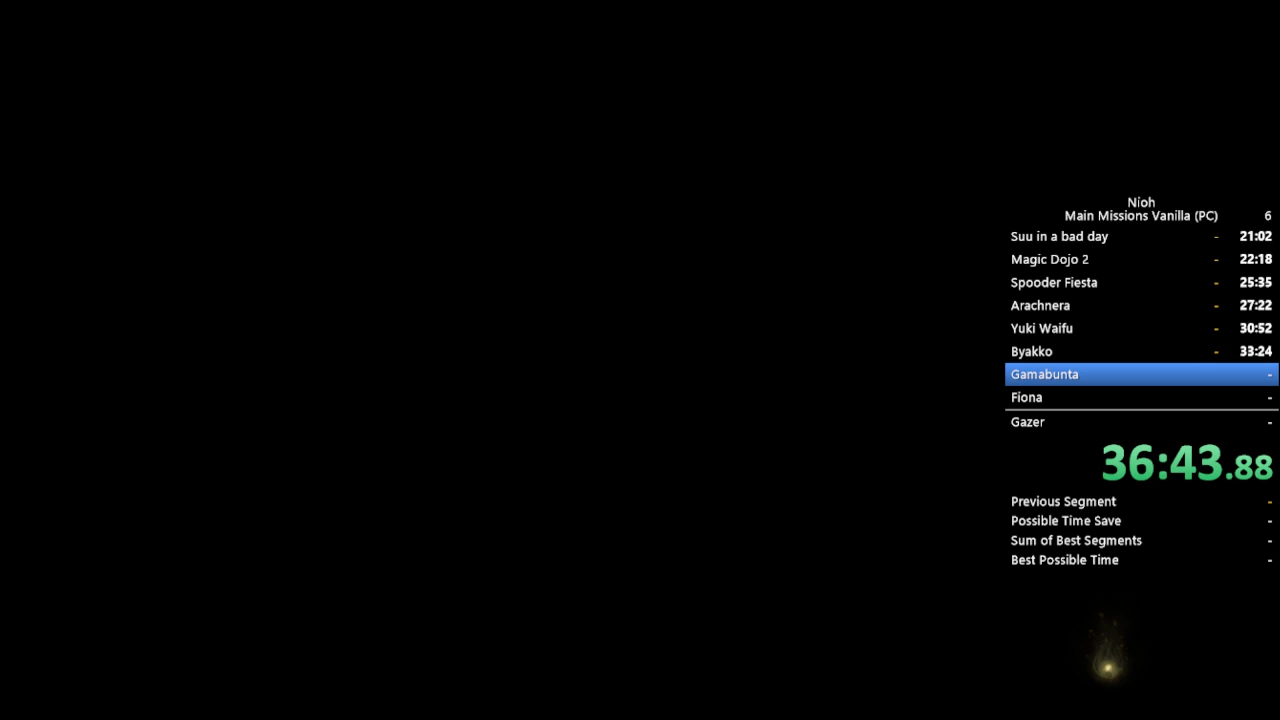 Nioh
Main Missions Vanilla (PC) 6
Suu in a bad day - 21:02
Magic Dojo 2 - 22:18
Spooder Fiesta - 25:35
Arachnera - 27:22
Yuki Waifu - 30:52
Byakko - 33:24
Gamabunta -
Fiona -
Gazer -
36:43.88
Previous Segment -
Possible Time Save -
Sum of Best Segments -
Best Possible Time -